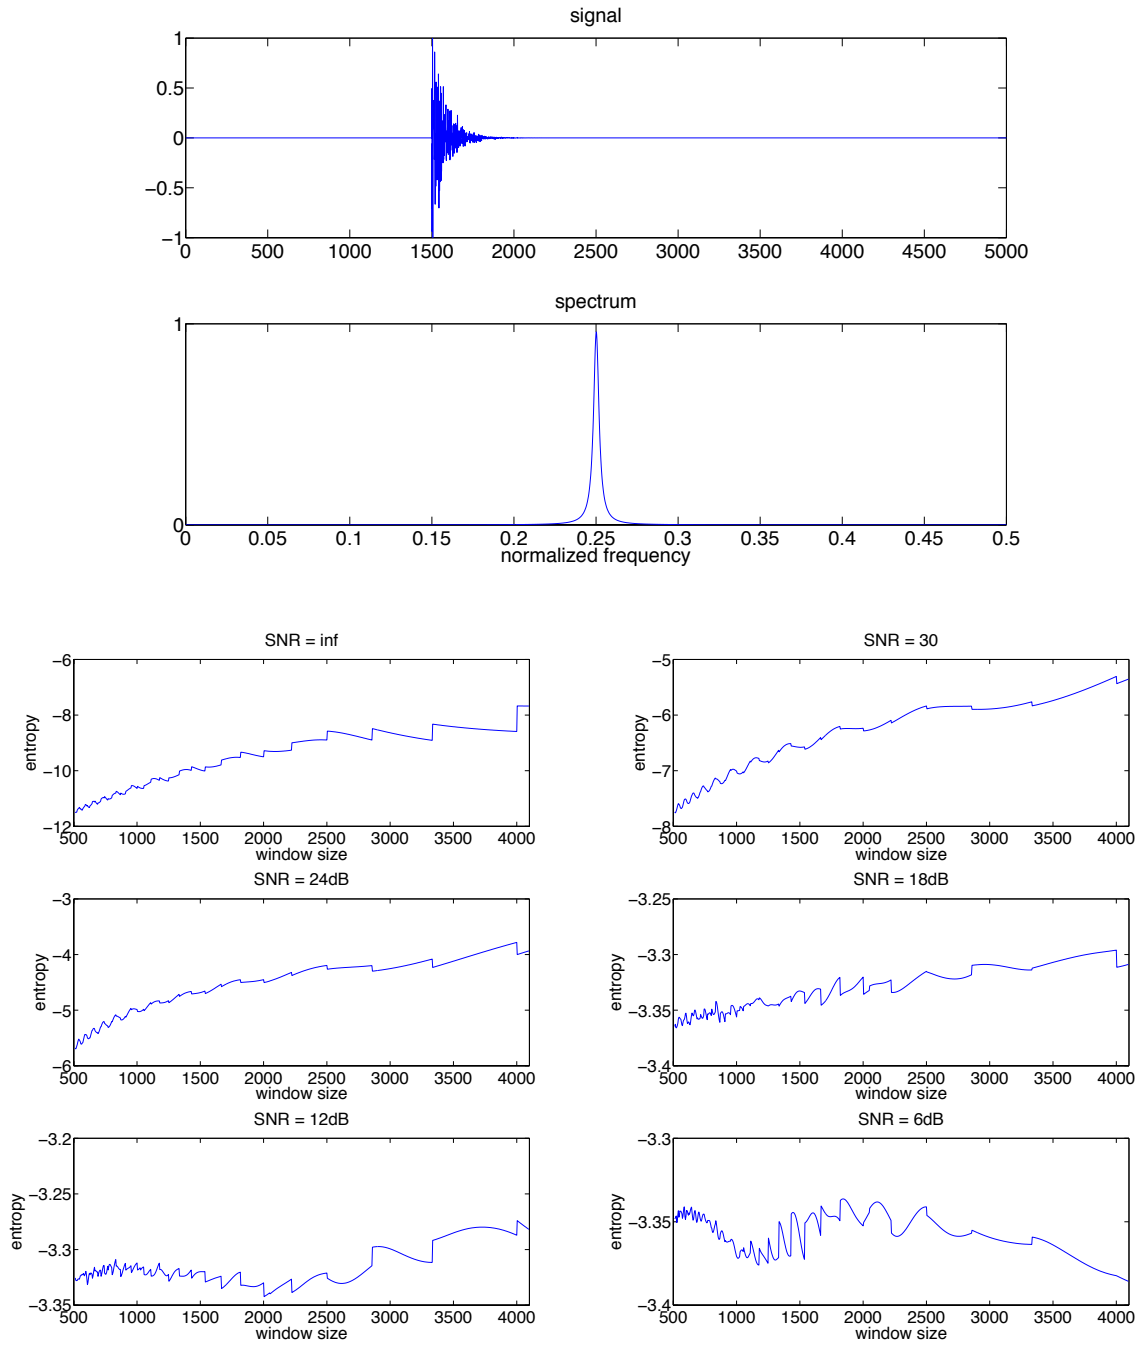 signal
1
0.5
0
−0.5
−1
0 500 1000 1500 2000 2500 3000 3500 4000 4500 5000
spectrum
1
0
0 0.05 0.1 0.15 0.2 0.25 0.3 0.35 0.4 0.45 0.5
normalized frequency
SNR = inf
−6
−8
−10
−12
entropy
500 1000 1500 2000 2500 3000 3500 4000
window size
SNR = 30
−5
−6
−7
−8
entropy
500 1000 1500 2000 2500 3000 3500 4000
window size
SNR = 24dB
−3
−4
−5
−6
entropy
500 1000 1500 2000 2500 3000 3500 4000
window size
SNR = 18dB
−3.25
−3.3
−3.35
−3.4
entropy
500 1000 1500 2000 2500 3000 3500 4000
window size
SNR = 12dB
−3.2
−3.25
−3.3
−3.35
entropy
500 1000 1500 2000 2500 3000 3500 4000
window size
SNR = 6dB
−3.3
−3.35
−3.4
entropy
500 1000 1500 2000 2500 3000 3500 4000
window size